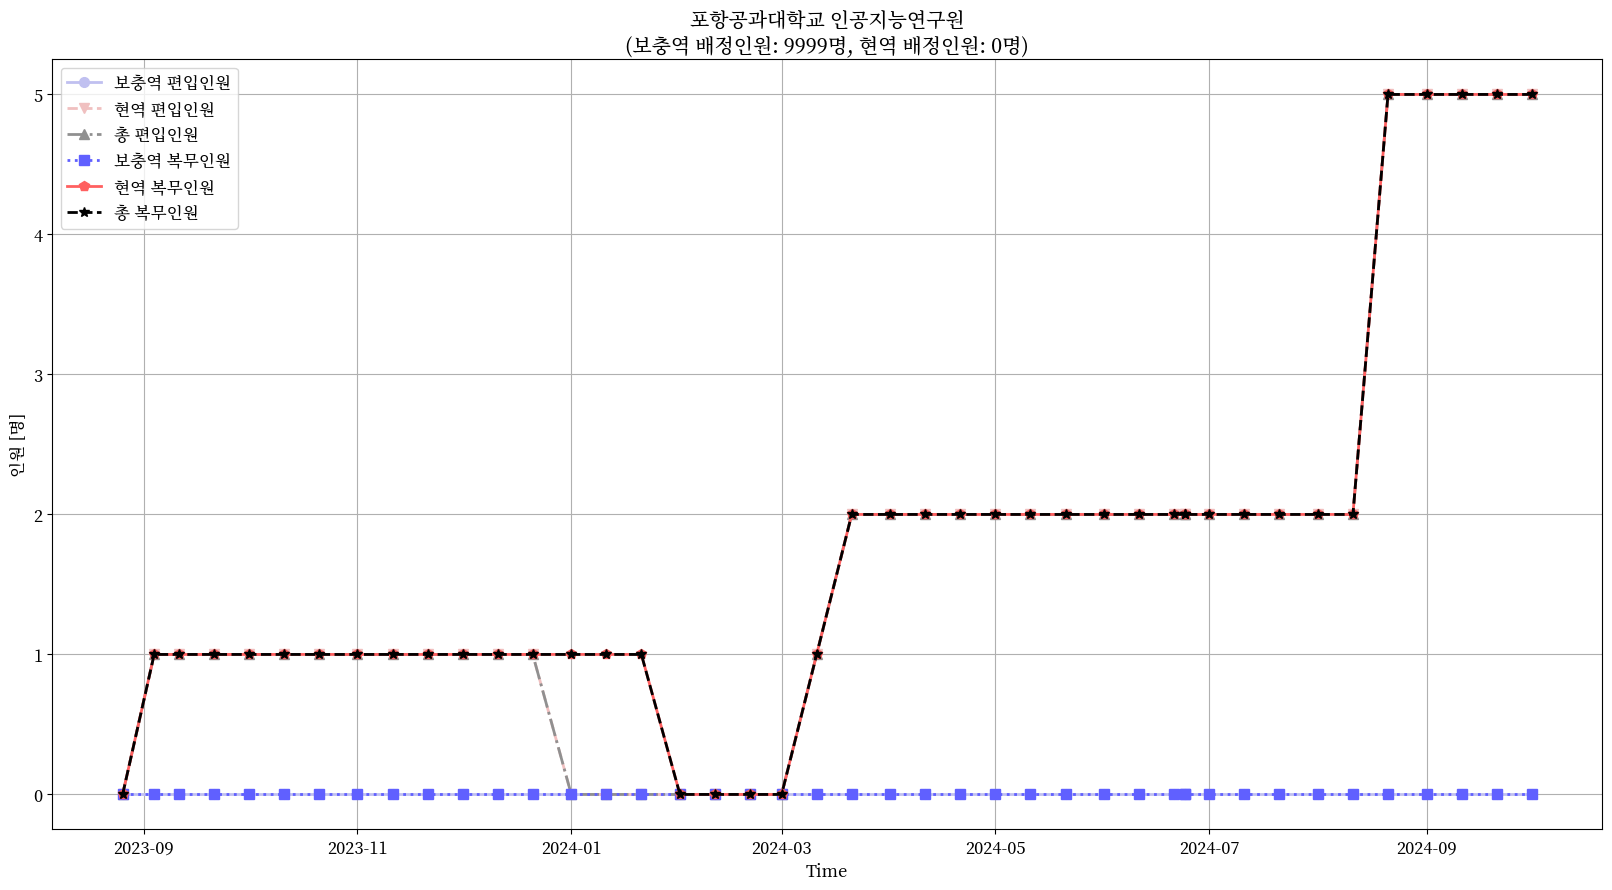 포항공과대학교 인공지능연구원
(보충역 배정인원: 9999명, 현역 배정인원: 0명)
보충역 편입인원
현역 편입인원
총 편입인원
보충역 복무인원
현역 복무인원
총 복무인원
인원 [명]
5
4
3
2
1
0
2023-09
2023-11
2024-01
2024-03
2024-05
2024-07
2024-09
Time